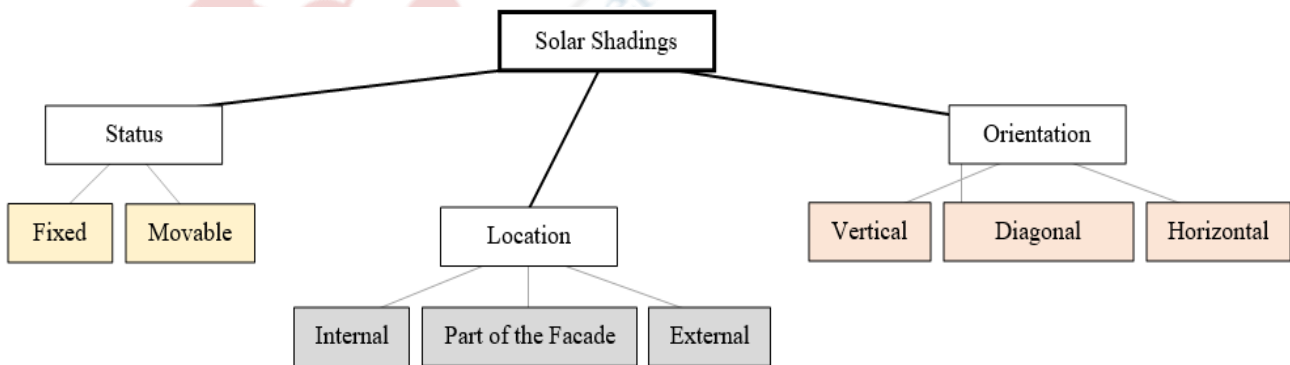 Solar Shadings
Status
Orientation
Fixed
Movable
Location
Vertical
Diagonal
Horizontal
Internal
Part of the Facade
External